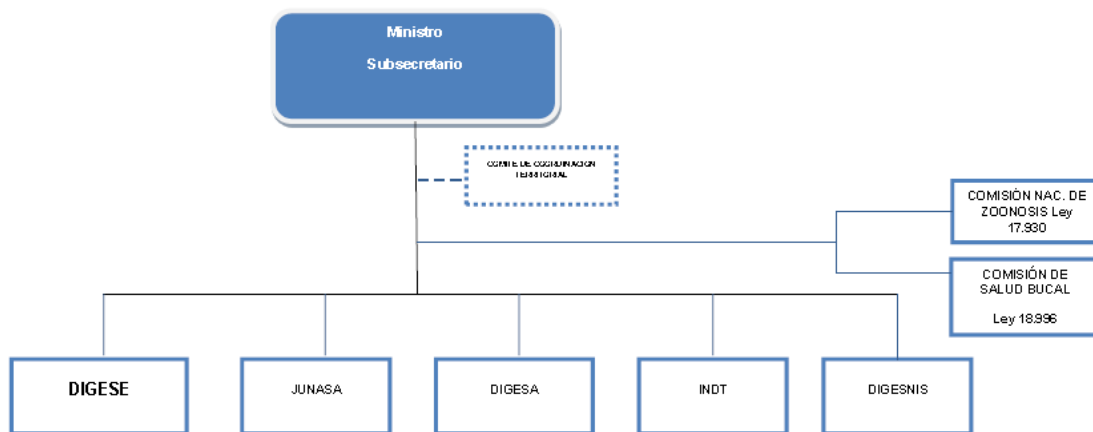 Ministro
Subsecretario
COMITE DE COORDINACION
TERRITORIAL
COMISIÒN NAC. DE
ZOONOSIS Ley
17.930
COMISIÓN DE
SALUD BUCAL
Ley 18.996
DIGESE
JUNASA
DIGESA
INDT
DIGESNIS